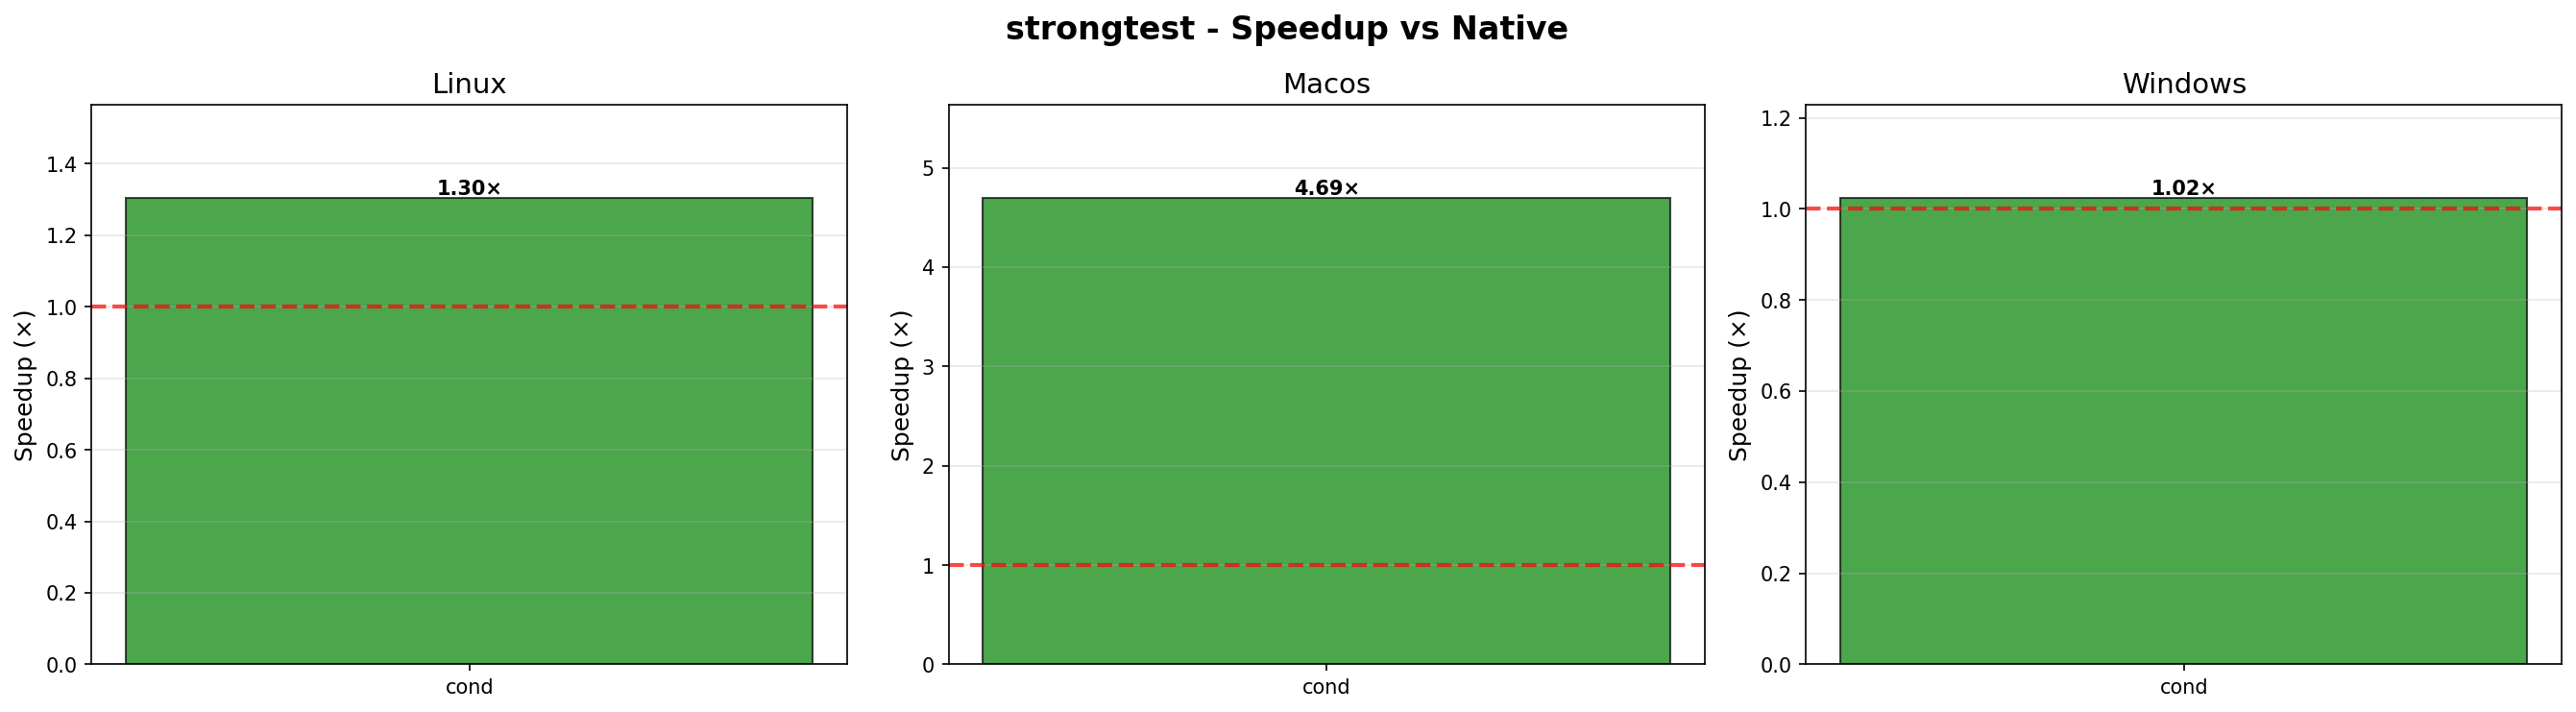 strongtest - Speedup vs Native
Linux
Speedup (×)
1.4
1.2
1.0
0.8
0.6
0.4
0.2
0.0
1.30×
cond
Macos
Speedup (×)
5
4
3
2
1
0
4.69×
cond
Windows
Speedup (×)
1.2
1.0
0.8
0.6
0.4
0.2
0.0
1.02×
cond